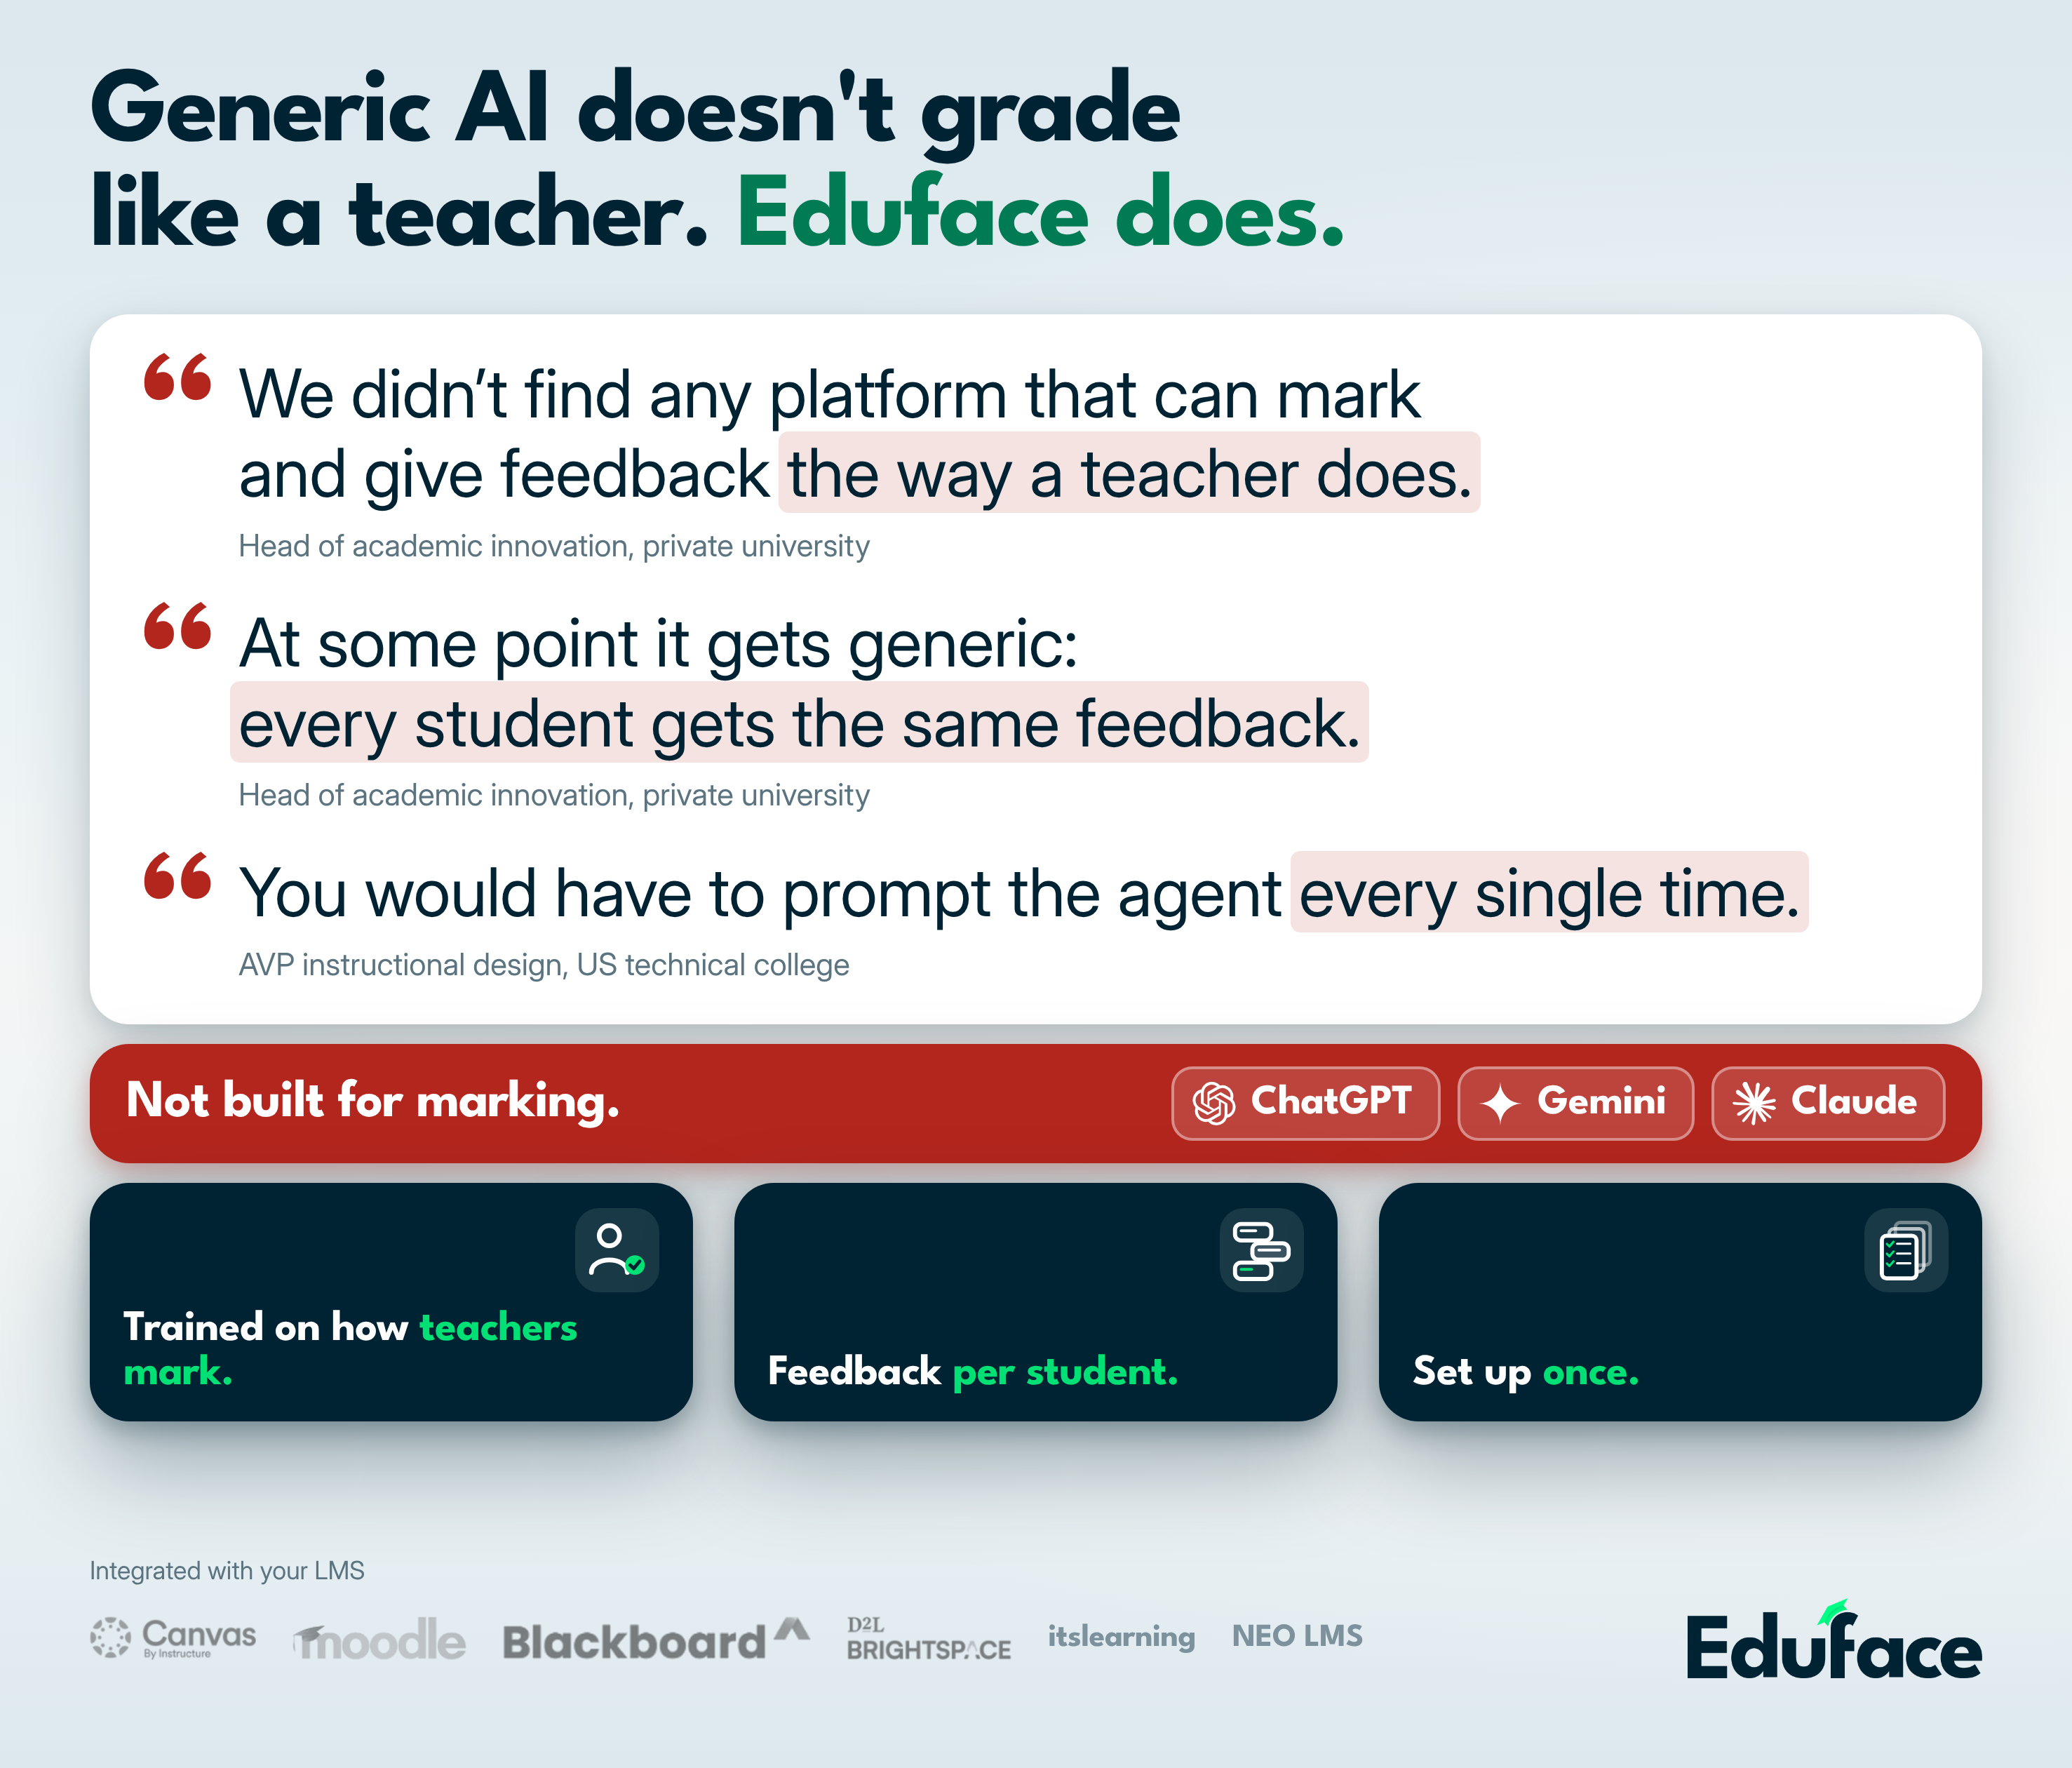 Generic AI doesn't grade
like a teacher. Eduface does.
We didn’t find any platform that can mark
and give feedback the way a teacher does.
Head of academic innovation, private university
At some point it gets generic:
every student gets the same feedback.
Head of academic innovation, private university
You would have to prompt the agent every single time.
AVP instructional design, US technical college
Not built for marking.
ChatGPT
Gemini
Claude
Trained on how teachers
mark.
Feedback per student.
Set up once.
Integrated with your LMS
Canvas
By Instructure
moodle
Blackboard
D2L
BRIGHTSPACE
itslearning
NEO LMS
Eduface